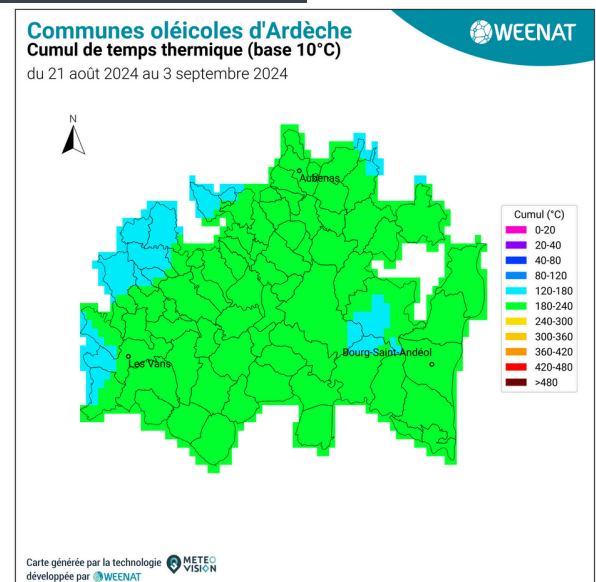 Communes oléicoles d'Ardèche
Cumul de temps thermique (base 10°C)
du 21 août 2024 au 3 septembre 2024
WEENAT
N
Aubenas
Cumul (°C)
0-20
20-40
40-80
80-120
120-180
180-240
240-300
300-360
360-420
420-480
>480
Bourg-Saint-Andéol
Les Vans
Carte générée par la technologie METEO VISION
développée par WEENAT